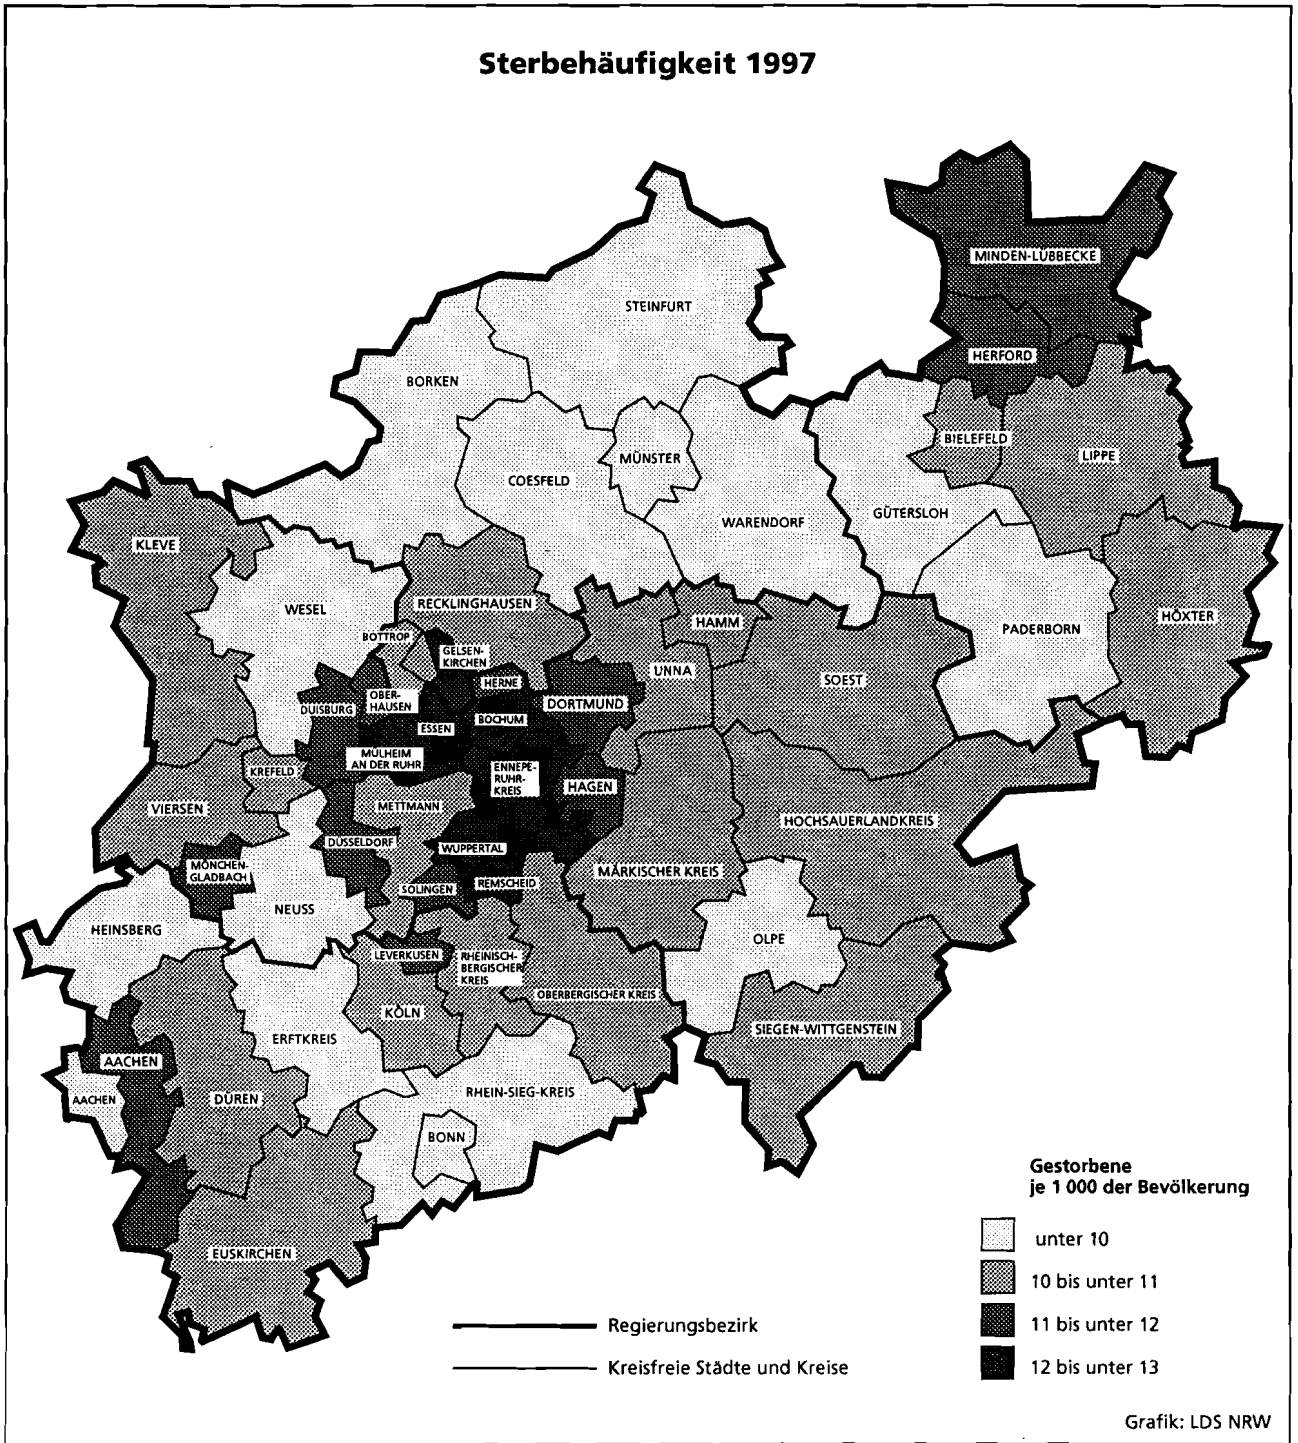 Sterbehäufigkeit 1997
MINDEN-LÜBBECKE
STEINFURT
HERFORD
BORKEN
BIELEFELD
LIPPE
MÜNSTER
COESFELD
GÜTERSLOH
WARENDORF
KLEVE
WESEL
RECKLINGHAUSEN
HÖXTER
HAMM
PADERBORN
BOTTROP
GELSEN-
KIRCHEN
UNNA
SOEST
HERNE
OBER-
HAUSEN
DUISBURG
DORTMUND
BOCHUM
ESSEN
MÜLHEIM
AN DER RUHR
KREFELD
ENNEPE-
RUHR-
KREIS
HAGEN
VIERSEN
METTMANN
HOCHSAUERLANDKREIS
DÜSSELDORF
WUPPERTAL
MÖNCHEN-
GLADBACH
MÄRKISCHER KREIS
SOLINGEN
REMSCHEID
NEUSS
HEINSBERG
OLPE
LEVERKUSEN
RHEINISCH-
BERGISCHER
KREIS
OBERBERGISCHER KREIS
KÖLN
SIEGEN-WITTGENSTEIN
ERFTKREIS
AACHEN
RHEIN-SIEG-KREIS
AACHEN
DÜREN
BONN
EUSKIRCHEN
Gestorbene
je 1 000 der Bevölkerung
unter 10
10 bis unter 11
11 bis unter 12
12 bis unter 13
Regierungsbezirk
Kreisfreie Städte und Kreise
Grafik: LDS NRW